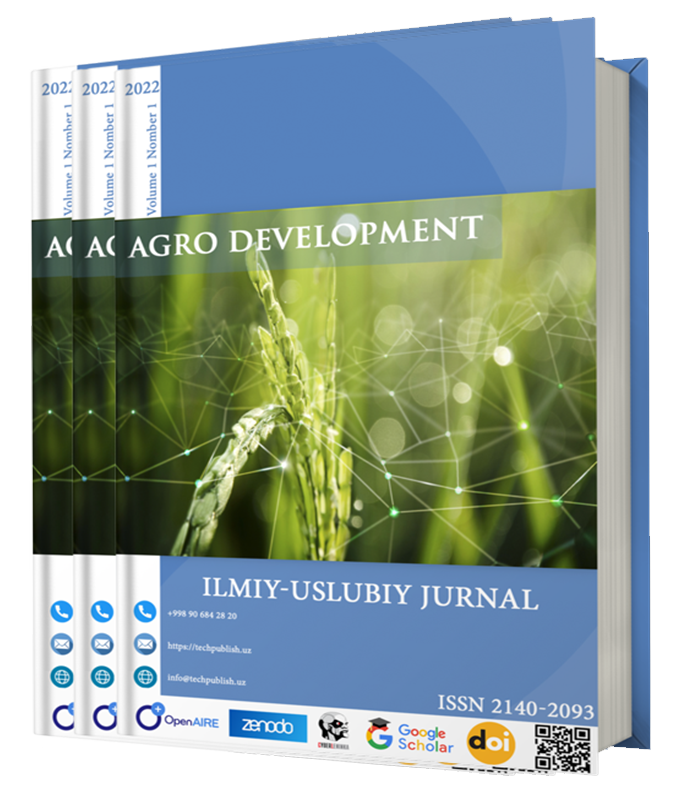 2022
2022
2022
Volume 1 Nomber 1
Volume 1 Nomber 1
Volume 1 Nomber 1
AG
AG
AGRO DEVELOPMENT
ILMIY-USLUBIY JURNAL
+998 90 684 28 20
https://techpublish.uz
info@techpublish.uz
ISSN 2140-2093
OpenAIRE
zenodo
CYBERLENINKA
Google
Scholar
doi